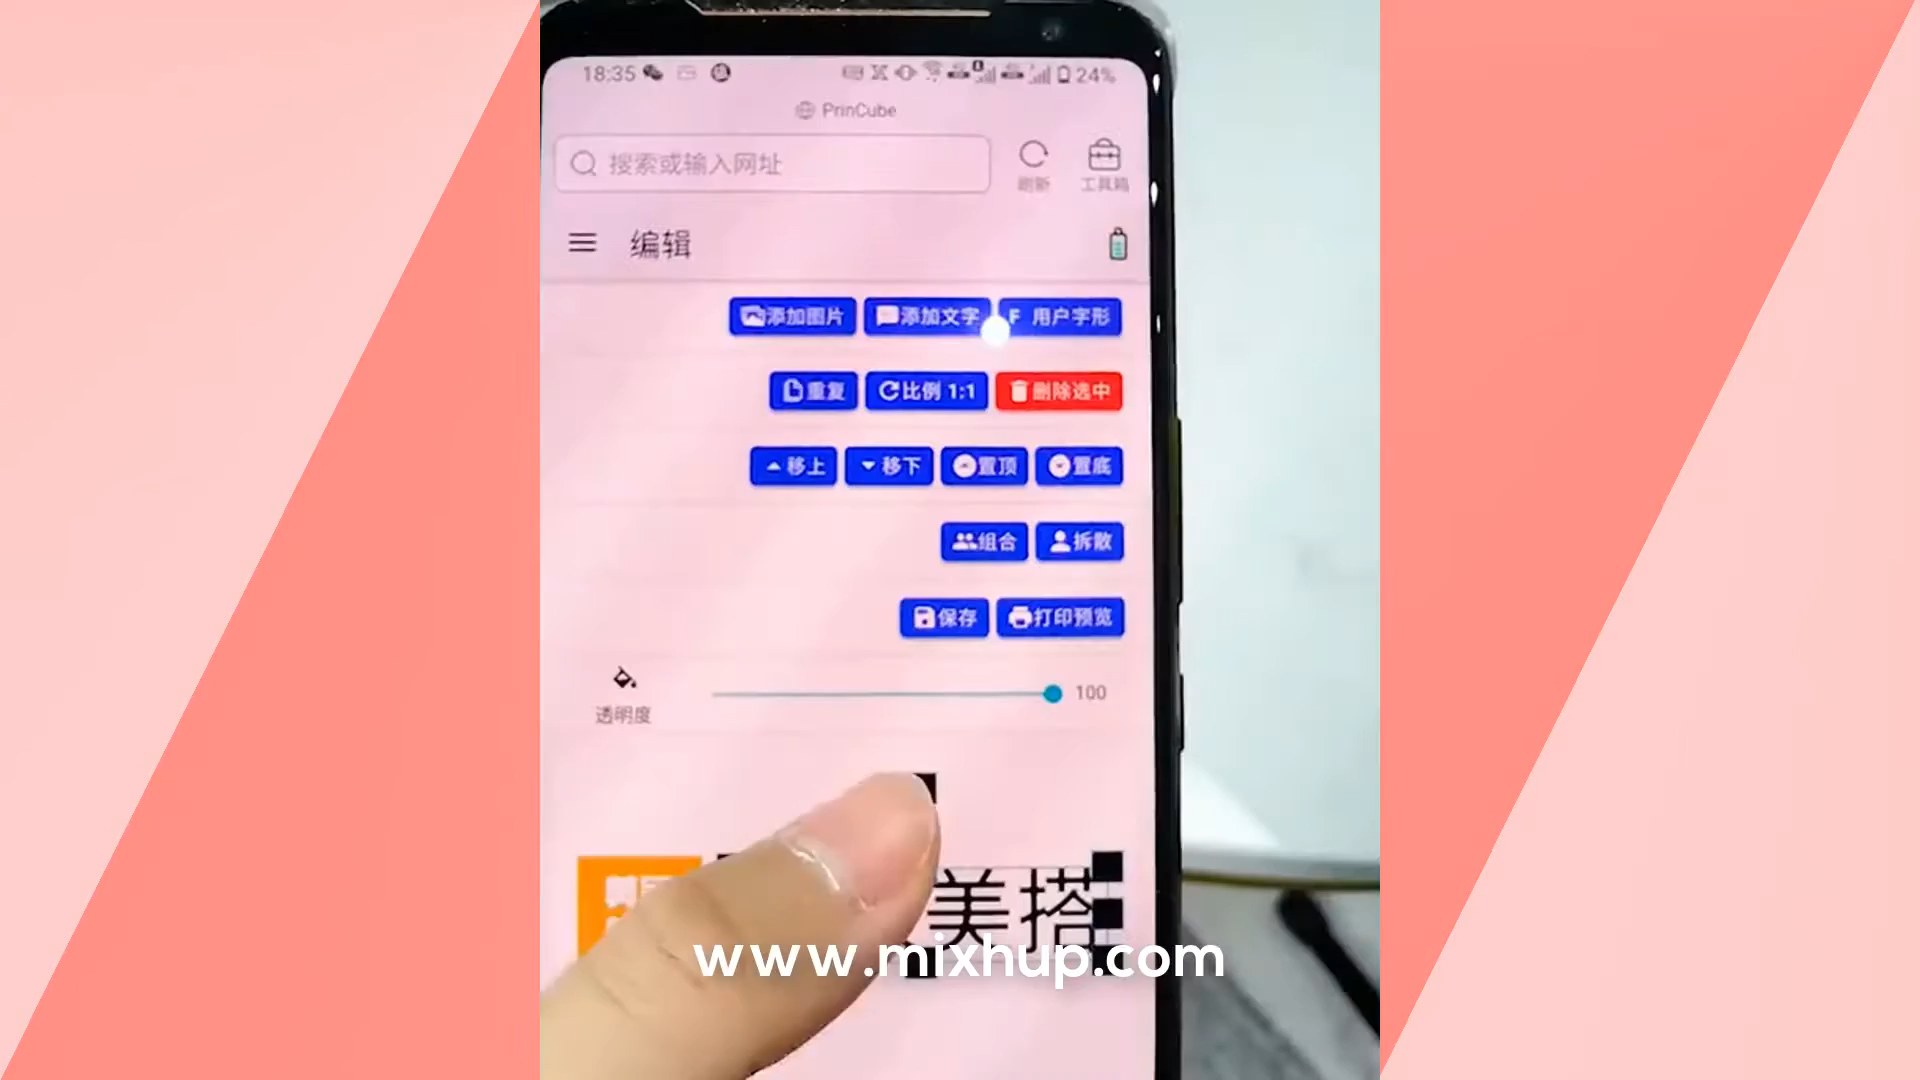 18:35 24%
PrinCube
搜索或输入网址
刷新 工具箱
编辑
添加图片 添加文字 F 用户字形
重复 比例 1:1 删除选中
移上 移下 置顶 置底
组合 拆散
保存 打印预览
透明度 100
美搭
www.mixhup.com